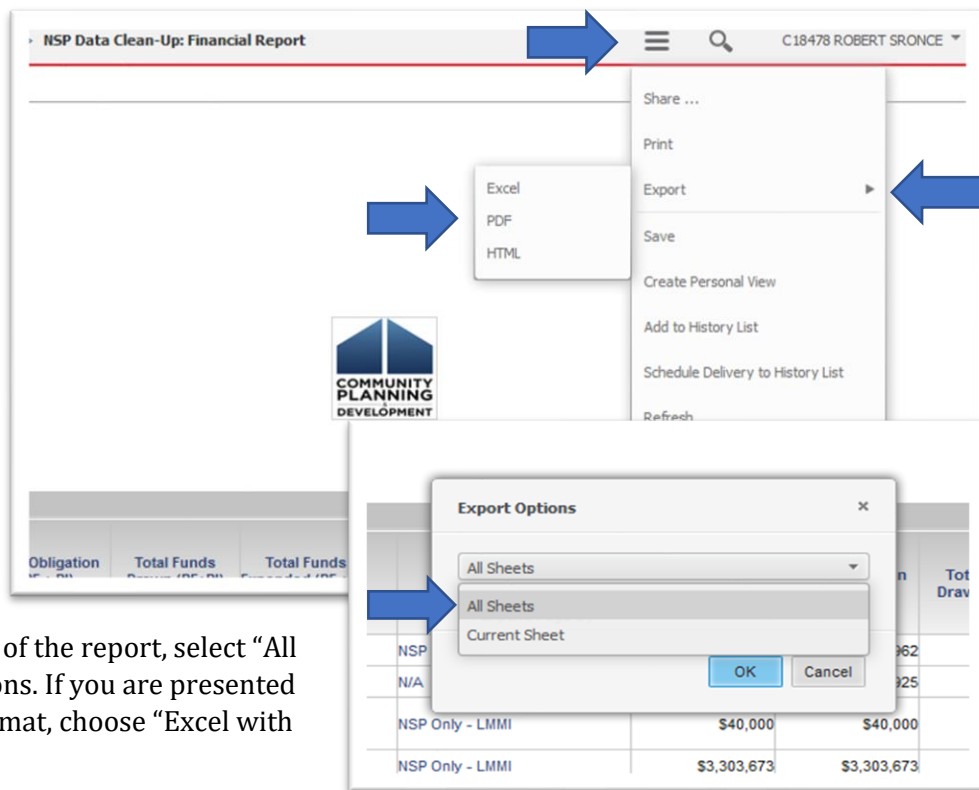 NSP Data Clean-Up: Financial Report
C18478 ROBERT SRONCE
Share ...
Print
Export
Save
Create Personal View
Add to History List
Schedule Delivery to History List
Refresh
Excel
PDF
HTML
COMMUNITY
PLANNING
&
DEVELOPMENT
Obligation Total Funds Total Funds
Export Options ×
All Sheets
All Sheets
Current Sheet
OK Cancel
n Tot
Drav
NSP 962
N/A 925
NSP Only - LMMI $40,000 $40,000
NSP Only - LMMI $3,303,673 $3,303,673
of the report, select “All
ons. If you are presented
mat, choose “Excel with